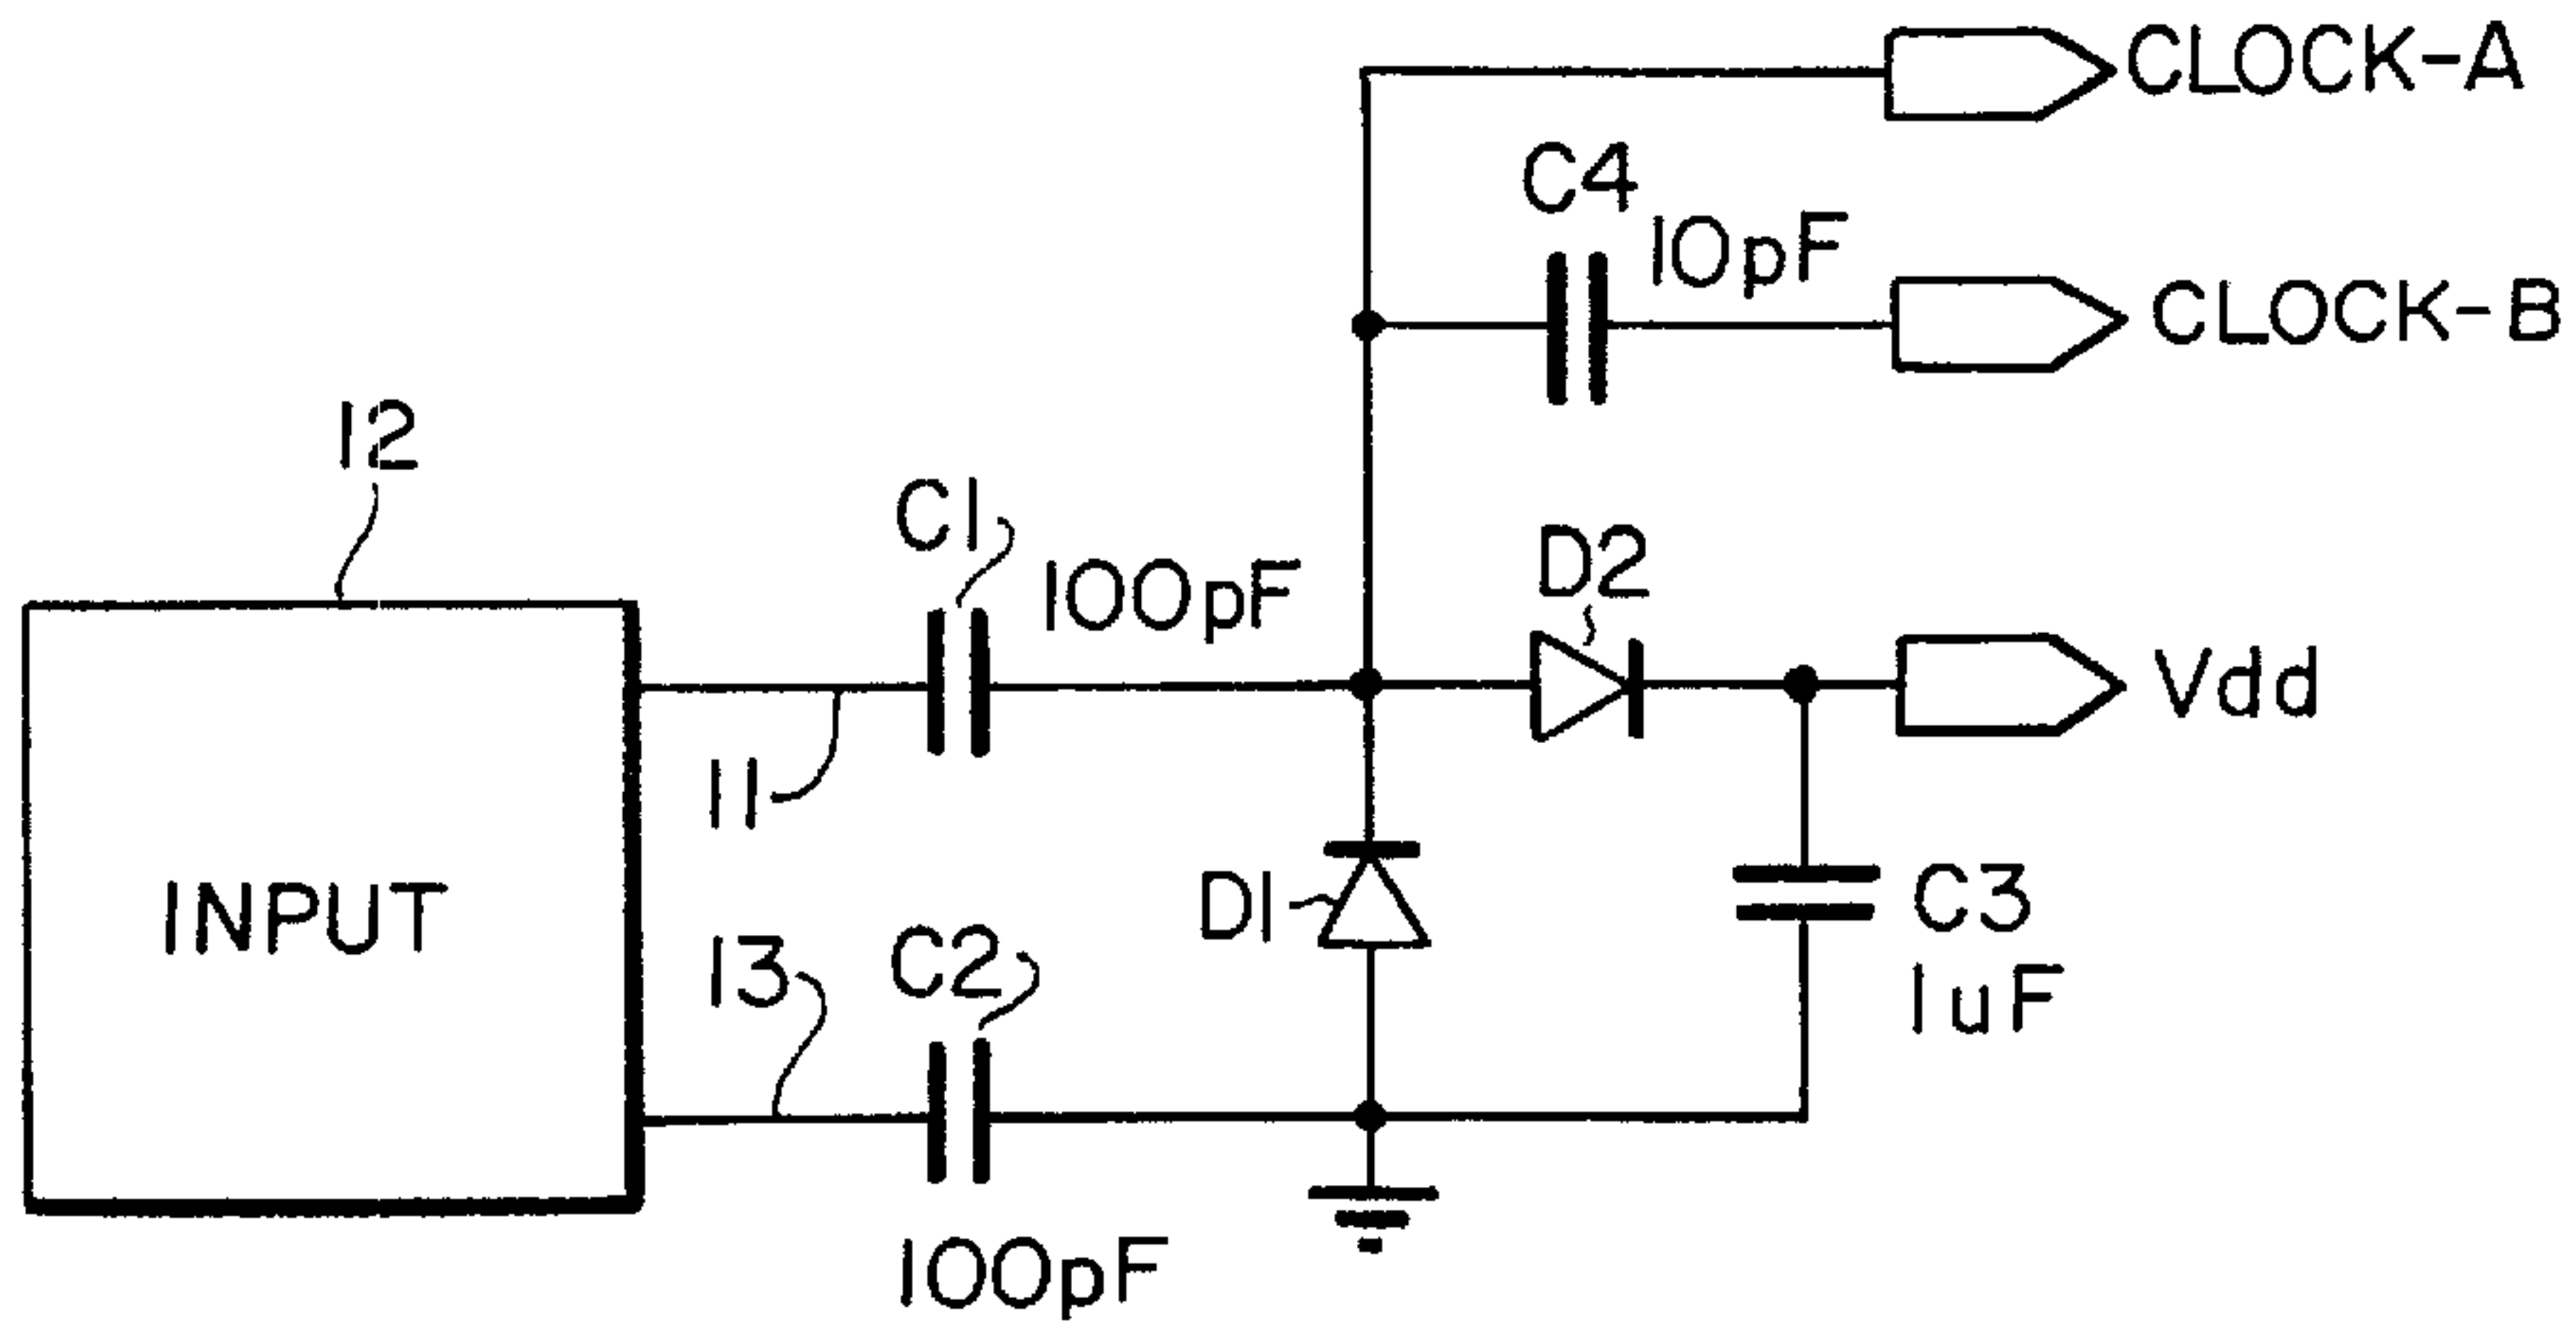 CLOCK-A
C4
10pF
CLOCK-B
12
C1
100pF
D2
Vdd
11
INPUT
D1
C3
1uF
13
C2
100pF